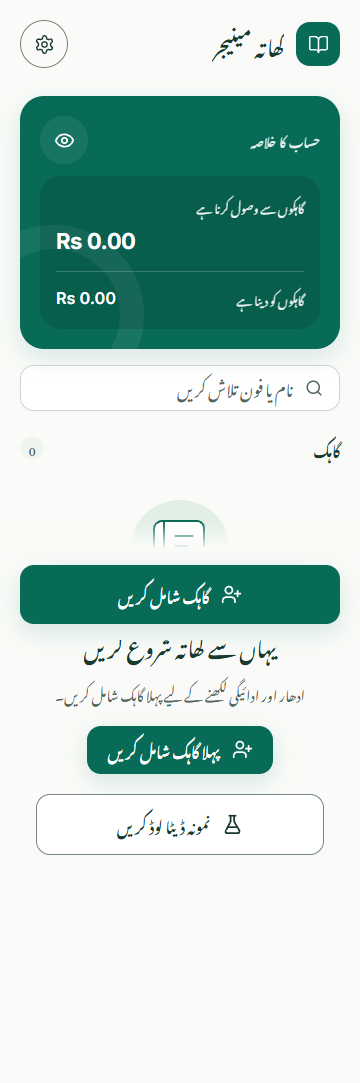 کھاتہ مینیجر
حساب کا خلاصہ
گاہکوں سے وصول کرنا ہے
Rs 0.00
گاہکوں کو دینا ہے
Rs 0.00
نام یا فون تلاش کریں
گاہک
0
گاہک شامل کریں
یہاں سے کھاتہ شروع کریں
ادھار اور ادائیگی لکھنے کے لیے پہلا گاہک شامل کریں۔
پہلا گاہک شامل کریں
نمونہ ڈیٹا لوڈ کریں